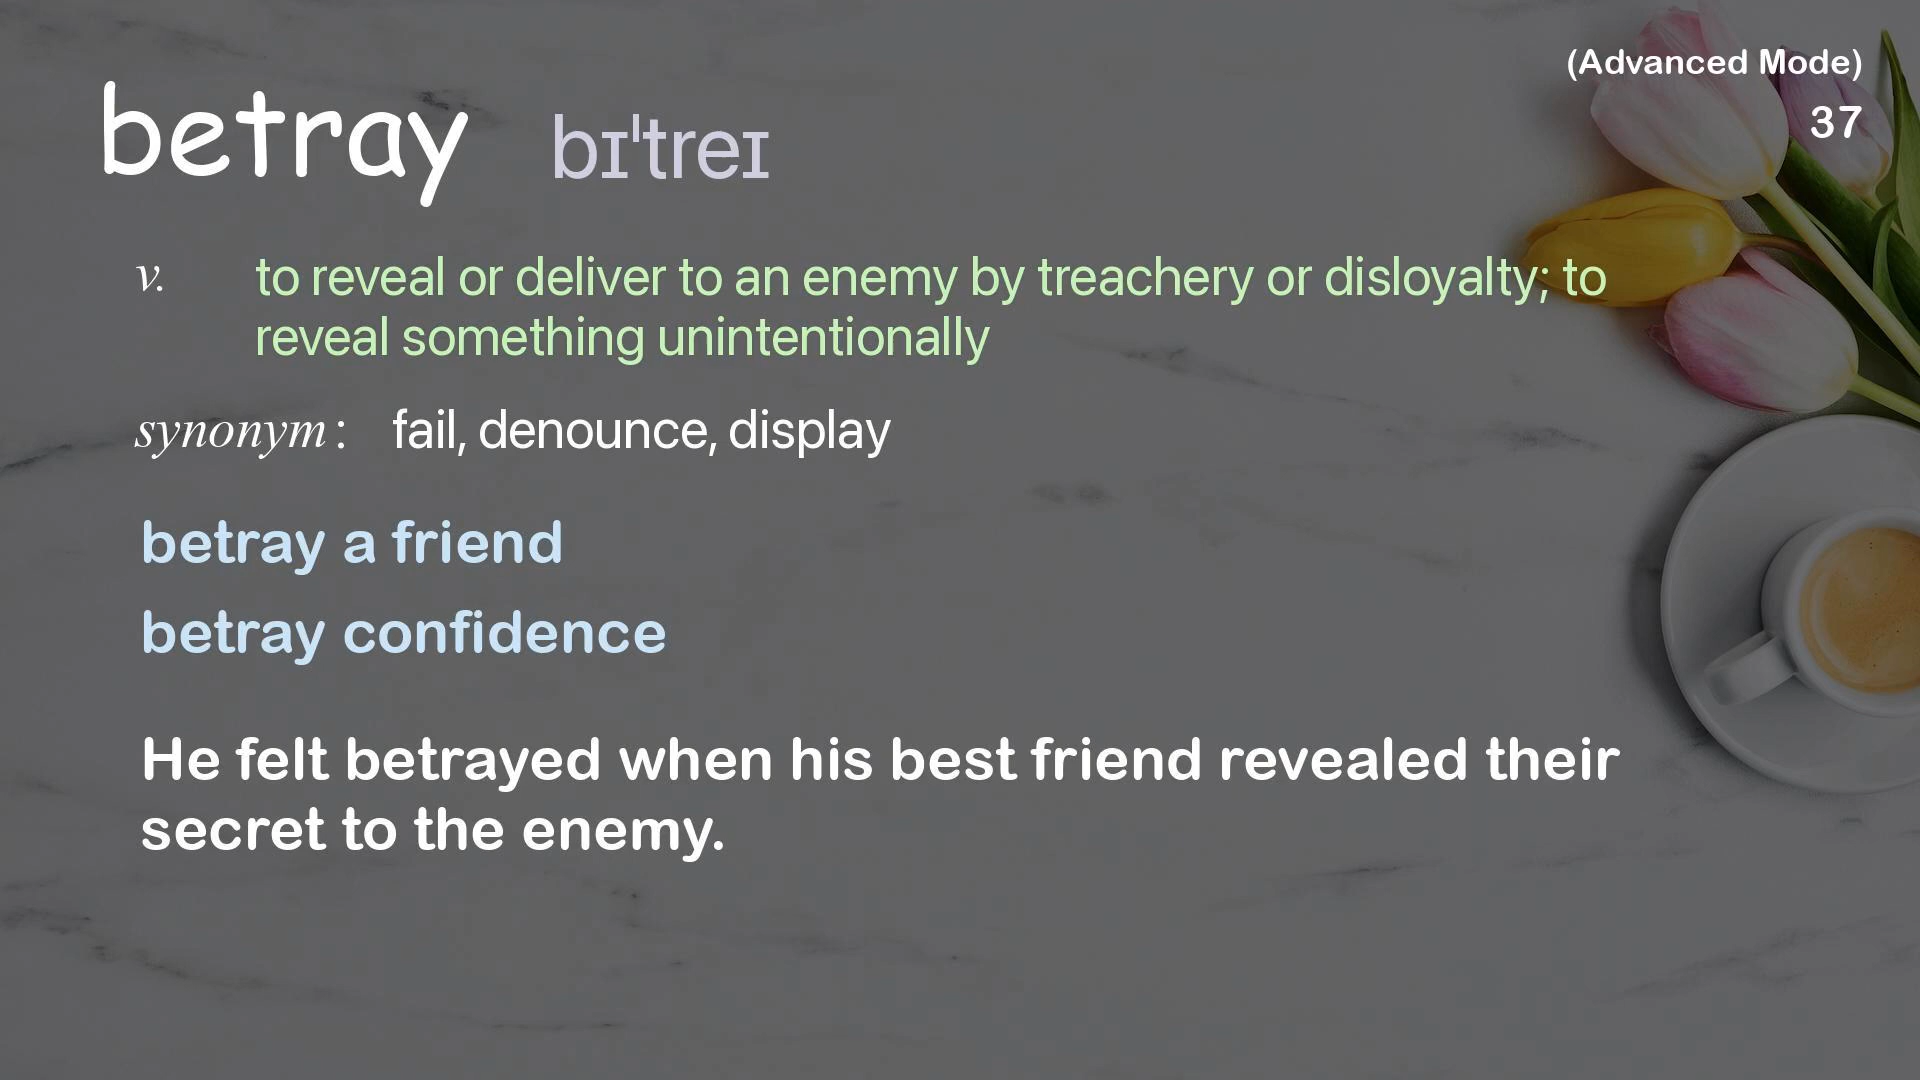 (Advanced Mode)
betray bɪˈtreɪ
37
v. to reveal or deliver to an enemy by treachery or disloyalty; to
reveal something unintentionally
synonym : fail, denounce, display
betray a friend
betray confidence
He felt betrayed when his best friend revealed their
secret to the enemy.